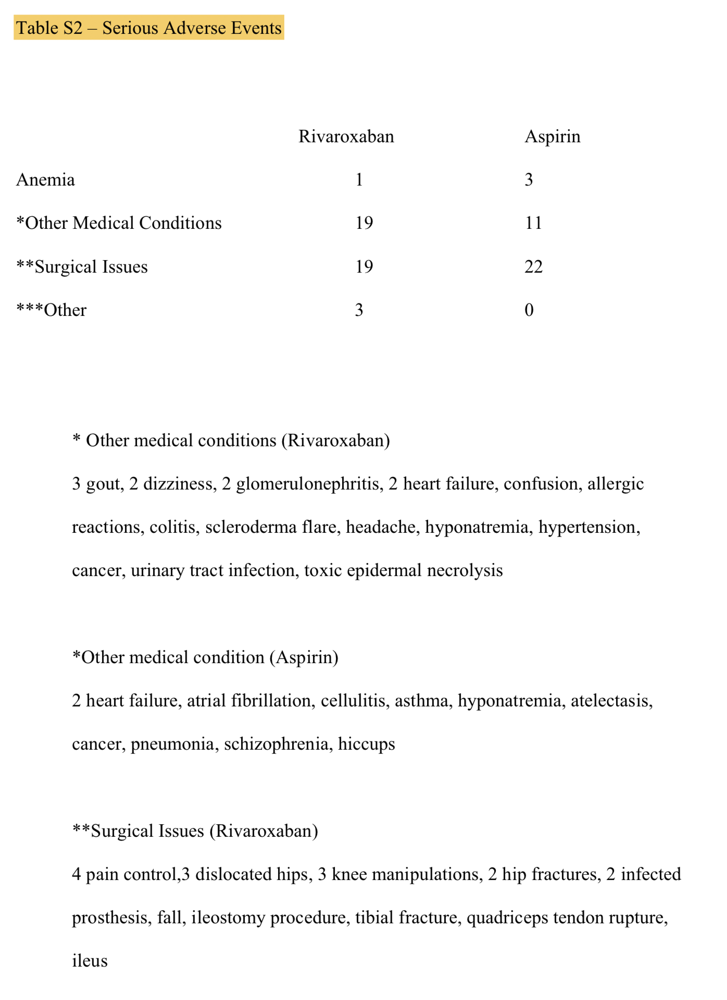 Table S2 – Serious Adverse Events
Rivaroxaban Aspirin
Anemia 1 3
*Other Medical Conditions 19 11
**Surgical Issues 19 22
***Other 3 0
* Other medical conditions (Rivaroxaban)
3 gout, 2 dizziness, 2 glomerulonephritis, 2 heart failure, confusion, allergic
reactions, colitis, scleroderma flare, headache, hyponatremia, hypertension,
cancer, urinary tract infection, toxic epidermal necrolysis
*Other medical condition (Aspirin)
2 heart failure, atrial fibrillation, cellulitis, asthma, hyponatremia, atelectasis,
cancer, pneumonia, schizophrenia, hiccups
**Surgical Issues (Rivaroxaban)
4 pain control,3 dislocated hips, 3 knee manipulations, 2 hip fractures, 2 infected
prosthesis, fall, ileostomy procedure, tibial fracture, quadriceps tendon rupture,
ileus